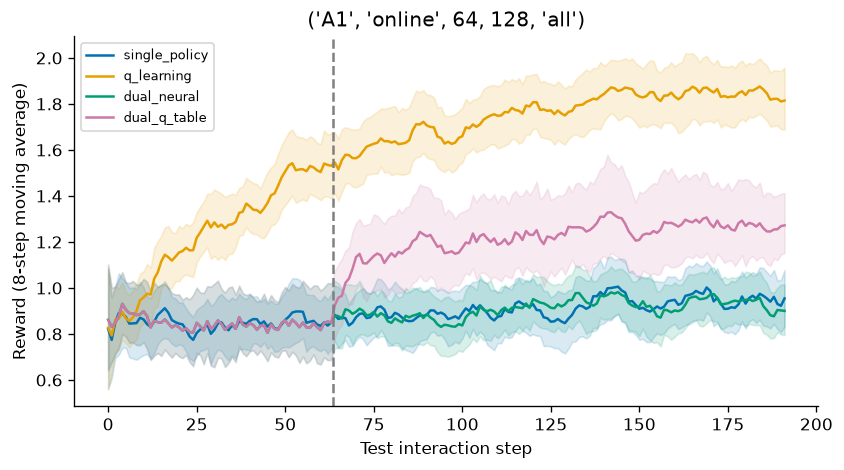 ('A1', 'online', 64, 128, 'all')
single_policy
q_learning
dual_neural
dual_q_table
Reward (8-step moving average)
2.0
1.8
1.6
1.4
1.2
1.0
0.8
0.6
0 25 50 75 100 125 150 175 200
Test interaction step